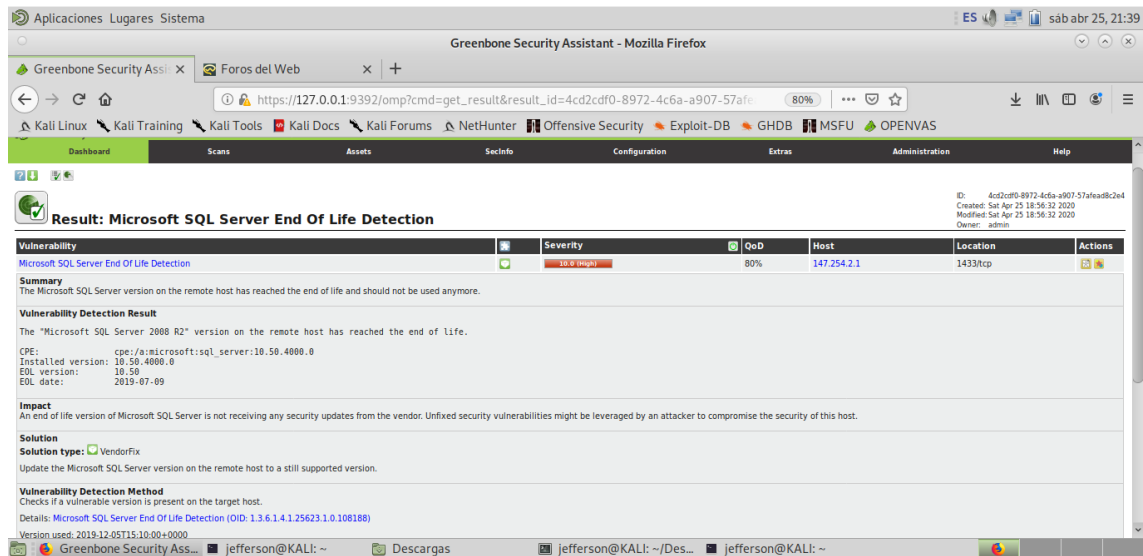 Aplicaciones Lugares Sistema
ES
sáb abr 25, 21:39
Greenbone Security Assistant - Mozilla Firefox
Greenbone Security Assi
Foros del Web
https://127.0.0.1:9392/omp?cmd=get_result&result_id=4cd2cdf0-8972-4c6a-a907-57afe
80%
Kali Linux Kali Training Kali Tools Kali Docs Kali Forums NetHunter Offensive Security Exploit-DB GHDB MSFU OPENVAS
Dashboard Scans Assets SecInfo Configuration Extras Administration Help
ID: 4cd2cdf0-8972-4c6a-a907-57afead8c2e4
Created: Sat Apr 25 18:56:32 2020
Modified: Sat Apr 25 18:56:32 2020
Owner: admin
Result: Microsoft SQL Server End Of Life Detection
Vulnerability Severity QoD Host Location Actions
Microsoft SQL Server End Of Life Detection 10.0 (High) 80% 147.254.2.1 1433/tcp
Summary
The Microsoft SQL Server version on the remote host has reached the end of life and should not be used anymore.
Vulnerability Detection Result
The "Microsoft SQL Server 2008 R2" version on the remote host has reached the end of life.
CPE: cpe:/a:microsoft:sql_server:10.50.4000.0
Installed version: 10.50.4000.0
EOL version: 10.50
EOL date: 2019-07-09
Impact
An end of life version of Microsoft SQL Server is not receiving any security updates from the vendor. Unfixed security vulnerabilities might be leveraged by an attacker to compromise the security of this host.
Solution
Solution type: VendorFix
Update the Microsoft SQL Server version on the remote host to a still supported version.
Vulnerability Detection Method
Checks if a vulnerable version is present on the target host.
Details: Microsoft SQL Server End Of Life Detection (OID: 1.3.6.1.4.1.25623.1.0.108188)
Version used: 2019-12-05T15:10:00+0000
Greenbone Security Ass... jefferson@KALI: ~ Descargas jefferson@KALI: ~/Des... jefferson@KALI: ~